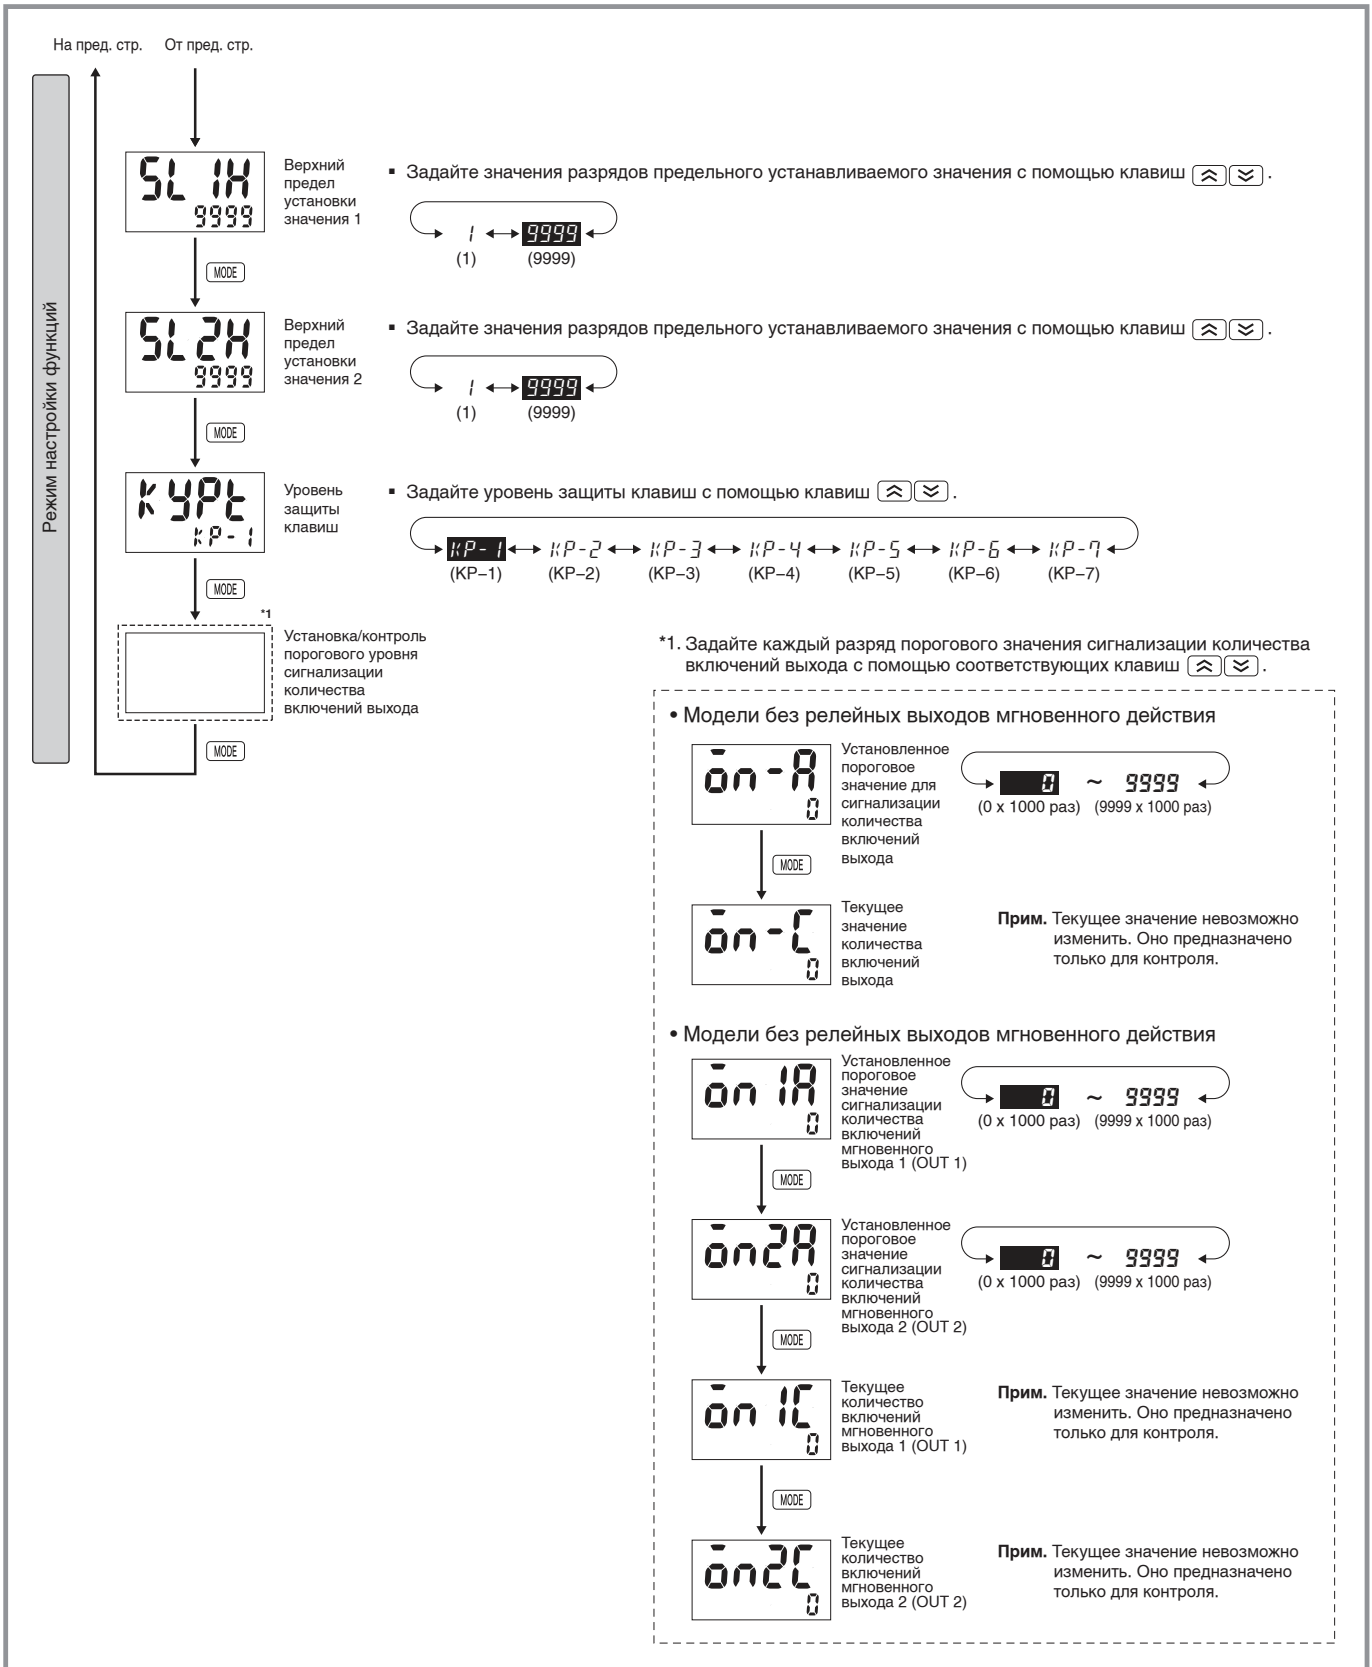 На пред. стр. От пред. стр.
Режим настройки функций
SL 1H
9999
Верхний
предел
установки
значения 1
▪ Задайте значения разрядов предельного устанавливаемого значения с помощью клавиш .
1 9999
(1) (9999)
MODE
SL2H
9999
Верхний
предел
установки
значения 2
▪ Задайте значения разрядов предельного устанавливаемого значения с помощью клавиш .
1 9999
(1) (9999)
MODE
KYPt
KP-1
Уровень
защиты
клавиш
▪ Задайте уровень защиты клавиш с помощью клавиш .
KP-1 KP-2 KP-3 KP-4 KP-5 KP-6 KP-7
(KP–1) (KP–2) (KP–3) (KP–4) (KP–5) (KP–6) (KP–7)
MODE
*1
Установка/контроль
порогового уровня
сигнализации
количества
включений выхода
MODE
*1. Задайте каждый разряд порогового значения сигнализации количества
включений выхода с помощью соответствующих клавиш .
• Модели без релейных выходов мгновенного действия
on-A
0
Установленное
пороговое
значение для
сигнализации
количества
включений
выхода
0 ~ 9999
(0 x 1000 раз) (9999 x 1000 раз)
MODE
on-C
0
Текущее
значение
количества
включений
выхода
Прим. Текущее значение невозможно
изменить. Оно предназначено
только для контроля.
• Модели без релейных выходов мгновенного действия
on 1A
0
Установленное
пороговое
значение
сигнализации
количества
включений
мгновенного
выхода 1 (OUT 1)
0 ~ 9999
(0 x 1000 раз) (9999 x 1000 раз)
MODE
on2A
0
Установленное
пороговое
значение
сигнализации
количества
включений
мгновенного
выхода 2 (OUT 2)
0 ~ 9999
(0 x 1000 раз) (9999 x 1000 раз)
MODE
on 1C
0
Текущее
количество
включений
мгновенного
выхода 1 (OUT 1)
Прим. Текущее значение невозможно
изменить. Оно предназначено
только для контроля.
MODE
on2C
0
Текущее
количество
включений
мгновенного
выхода 2 (OUT 2)
Прим. Текущее значение невозможно
изменить. Оно предназначено
только для контроля.